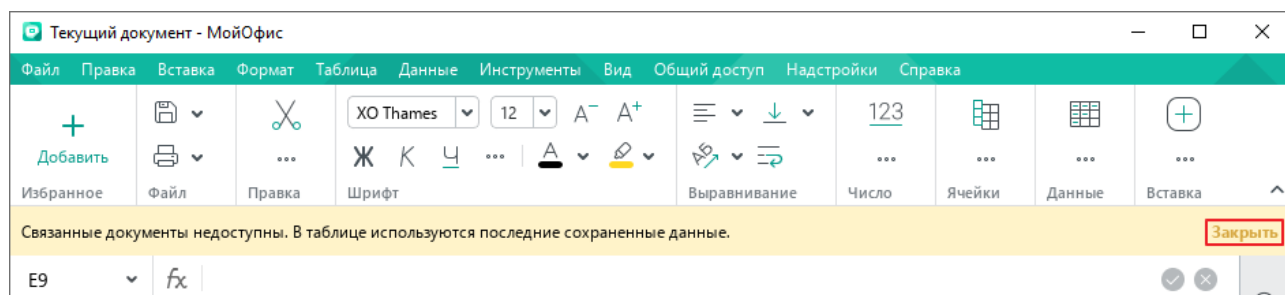 Текущий документ - МойОфис
Файл Правка Вставка Формат Таблица Данные Инструменты Вид Общий доступ Надстройки Справка
XO Thames 12 A⁻ A⁺ 123
Добавить Ж К Ч A
Избранное Файл Правка Шрифт Выравнивание Число Ячейки Данные Вставка
Связанные документы недоступны. В таблице используются последние сохраненные данные. Закрыть
E9 fx